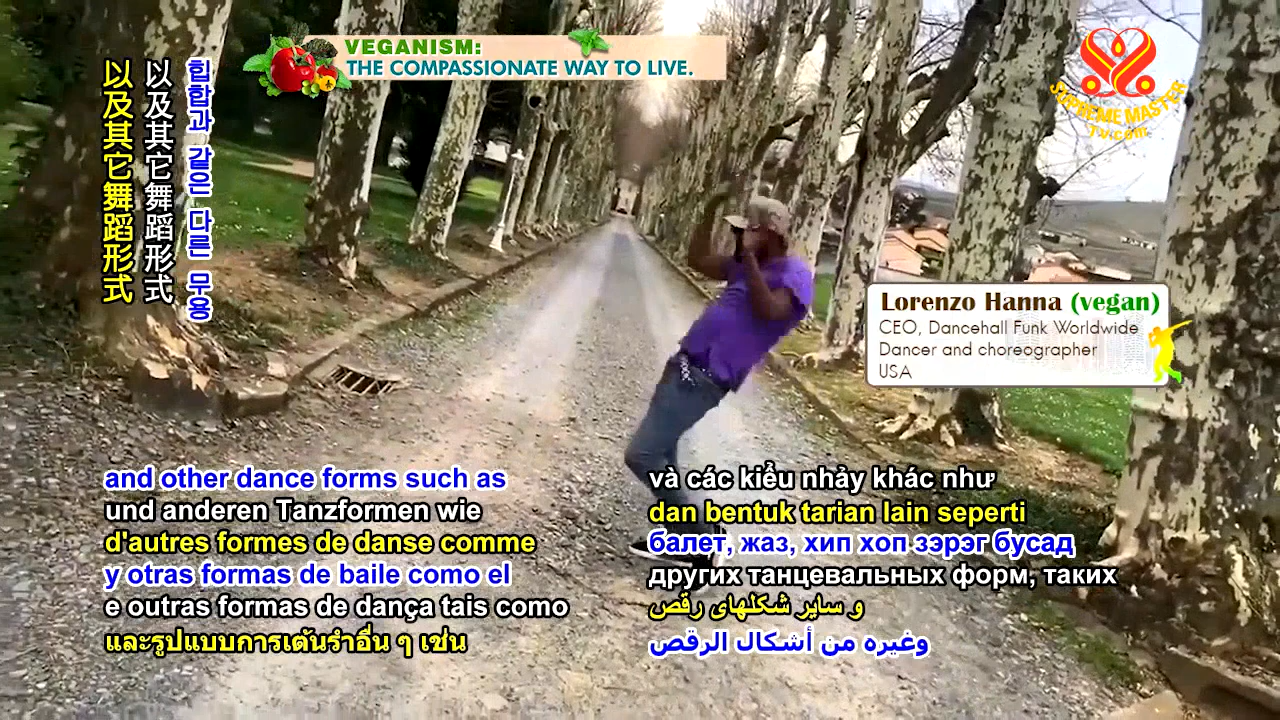 VEGANISM:
THE COMPASSIONATE WAY TO LIVE.
SUPREME MASTER
TV.com
힙합과 같은 다른 무용
以及其它舞蹈形式
以及其它舞蹈形式
Lorenzo Hanna (vegan)
CEO, Dancehall Funk Worldwide
Dancer and choreographer
USA
and other dance forms such as
und anderen Tanzformen wie
d'autres formes de danse comme
y otras formas de baile como el
e outras formas de dança tais como
และรูปแบบการเต้นรำอื่น ๆ เช่น
và các kiểu nhảy khác như
dan bentuk tarian lain seperti
балет, жаз, хип хоп зэрэг бусад
других танцевальных форм, таких
و سایر شکلهای رقص
وغيره من أشكال الرقص